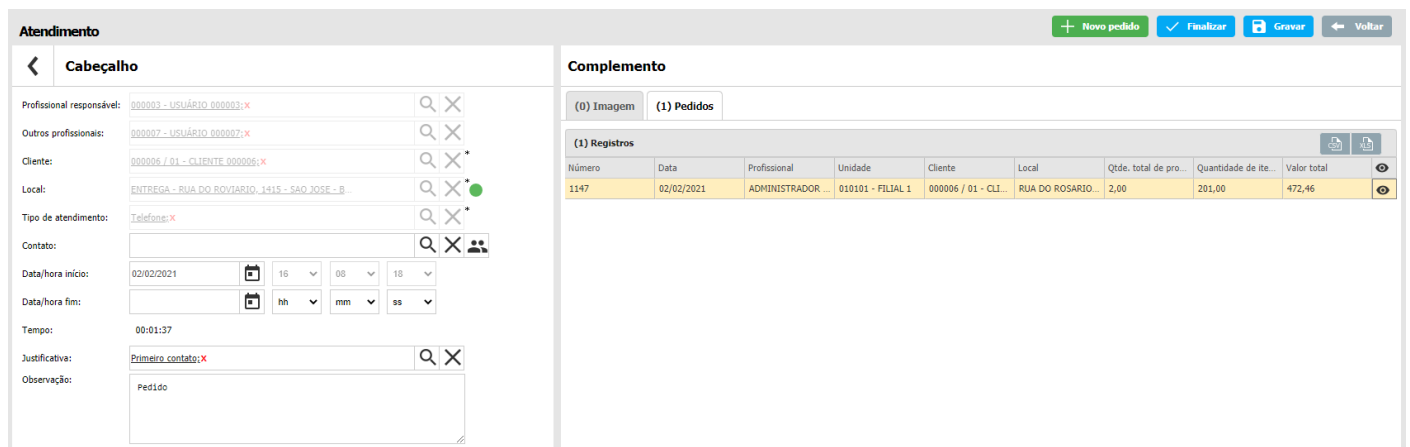 Atendimento
Novo pedido
Finalizar
Gravar
Voltar
Cabeçalho
Profissional responsável: 000003 - USUÁRIO 000003;x
Outros profissionais: 000007 - USUÁRIO 000007;x
Cliente: 000006 / 01 - CLIENTE 000006;x *
Local: ENTREGA - RUA DO ROVIARIO, 1415 - SAO JOSE - B... *
Tipo de atendimento: Telefone;x *
Contato:
Data/hora início: 02/02/2021 16 08 18
Data/hora fim: hh mm ss
Tempo: 00:01:37
Justificativa: Primeiro contato;x
Observação: Pedido
Complemento
(0) Imagem (1) Pedidos
(1) Registros CSV XLS
Número Data Profissional Unidade Cliente Local Qtde. total de pro... Quantidade de ite... Valor total
1147 02/02/2021 ADMINISTRADOR ... 010101 - FILIAL 1 000006 / 01 - CLI... RUA DO ROSARIO... 2,00 201,00 472,46